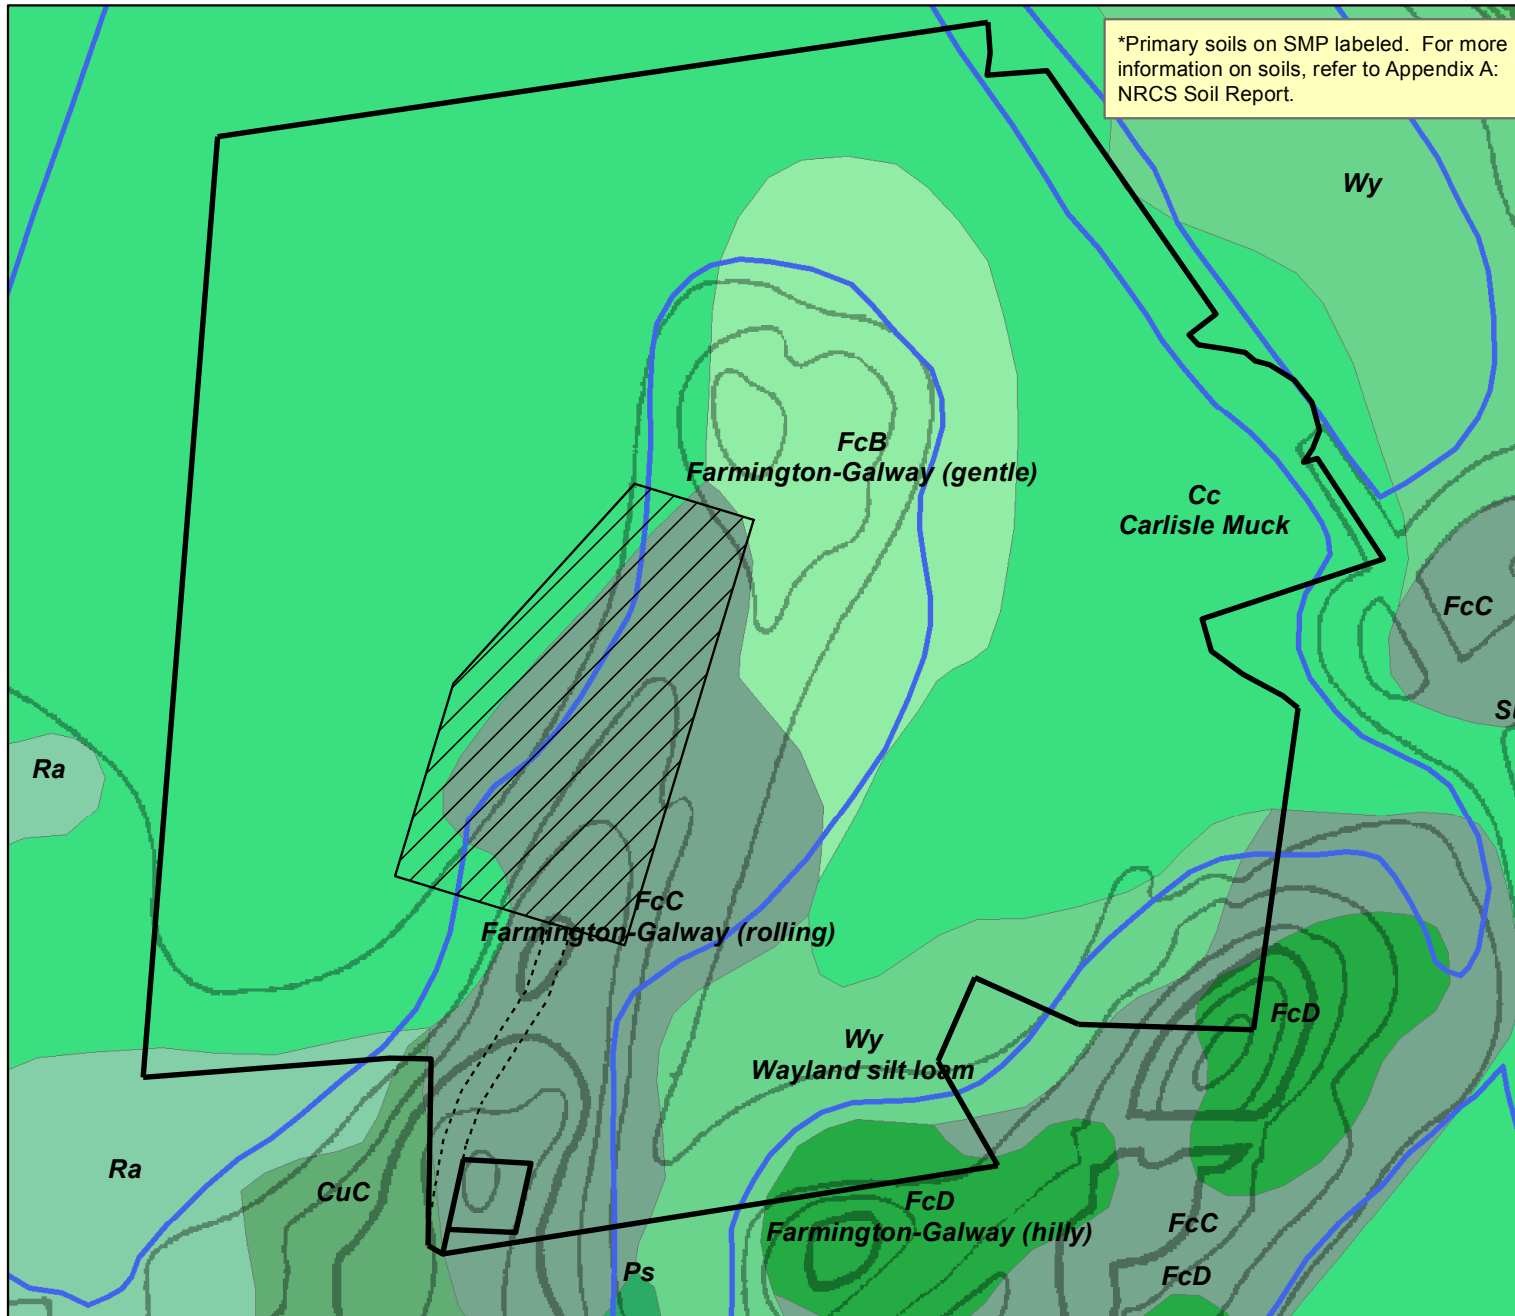 *Primary soils on SMP labeled.  For more
information on soils, refer to Appendix A:
NRCS Soil Report.
Wy
FcB
Farmington-Galway (gentle)
Cc
Carlisle Muck
FcC
Ra
FcC
Farmington-Galway (rolling)
FcD
Wy
Wayland silt loam
Ra
CuC
FcD
Farmington-Galway (hilly)
FcC
Ps
FcD